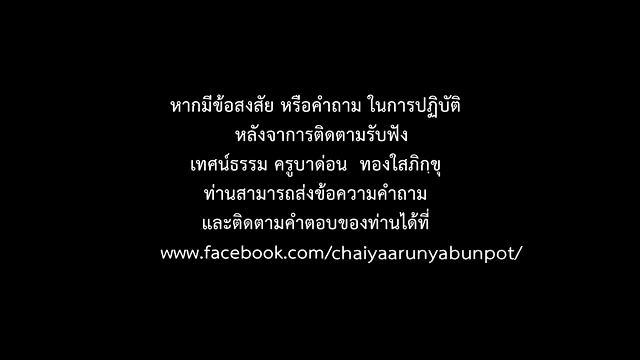 หากมีข้อสงสัย หรือคำถาม ในการปฏิบัติ
หลังจาการติดตามรับฟัง
เทศน์ธรรม ครูบาด่อน ทองใสภิกฺขุ
ท่านสามารถส่งข้อความคำถาม
และติดตามคำตอบของท่านได้ที่
www.facebook.com/chaiyaarunyabunpot/